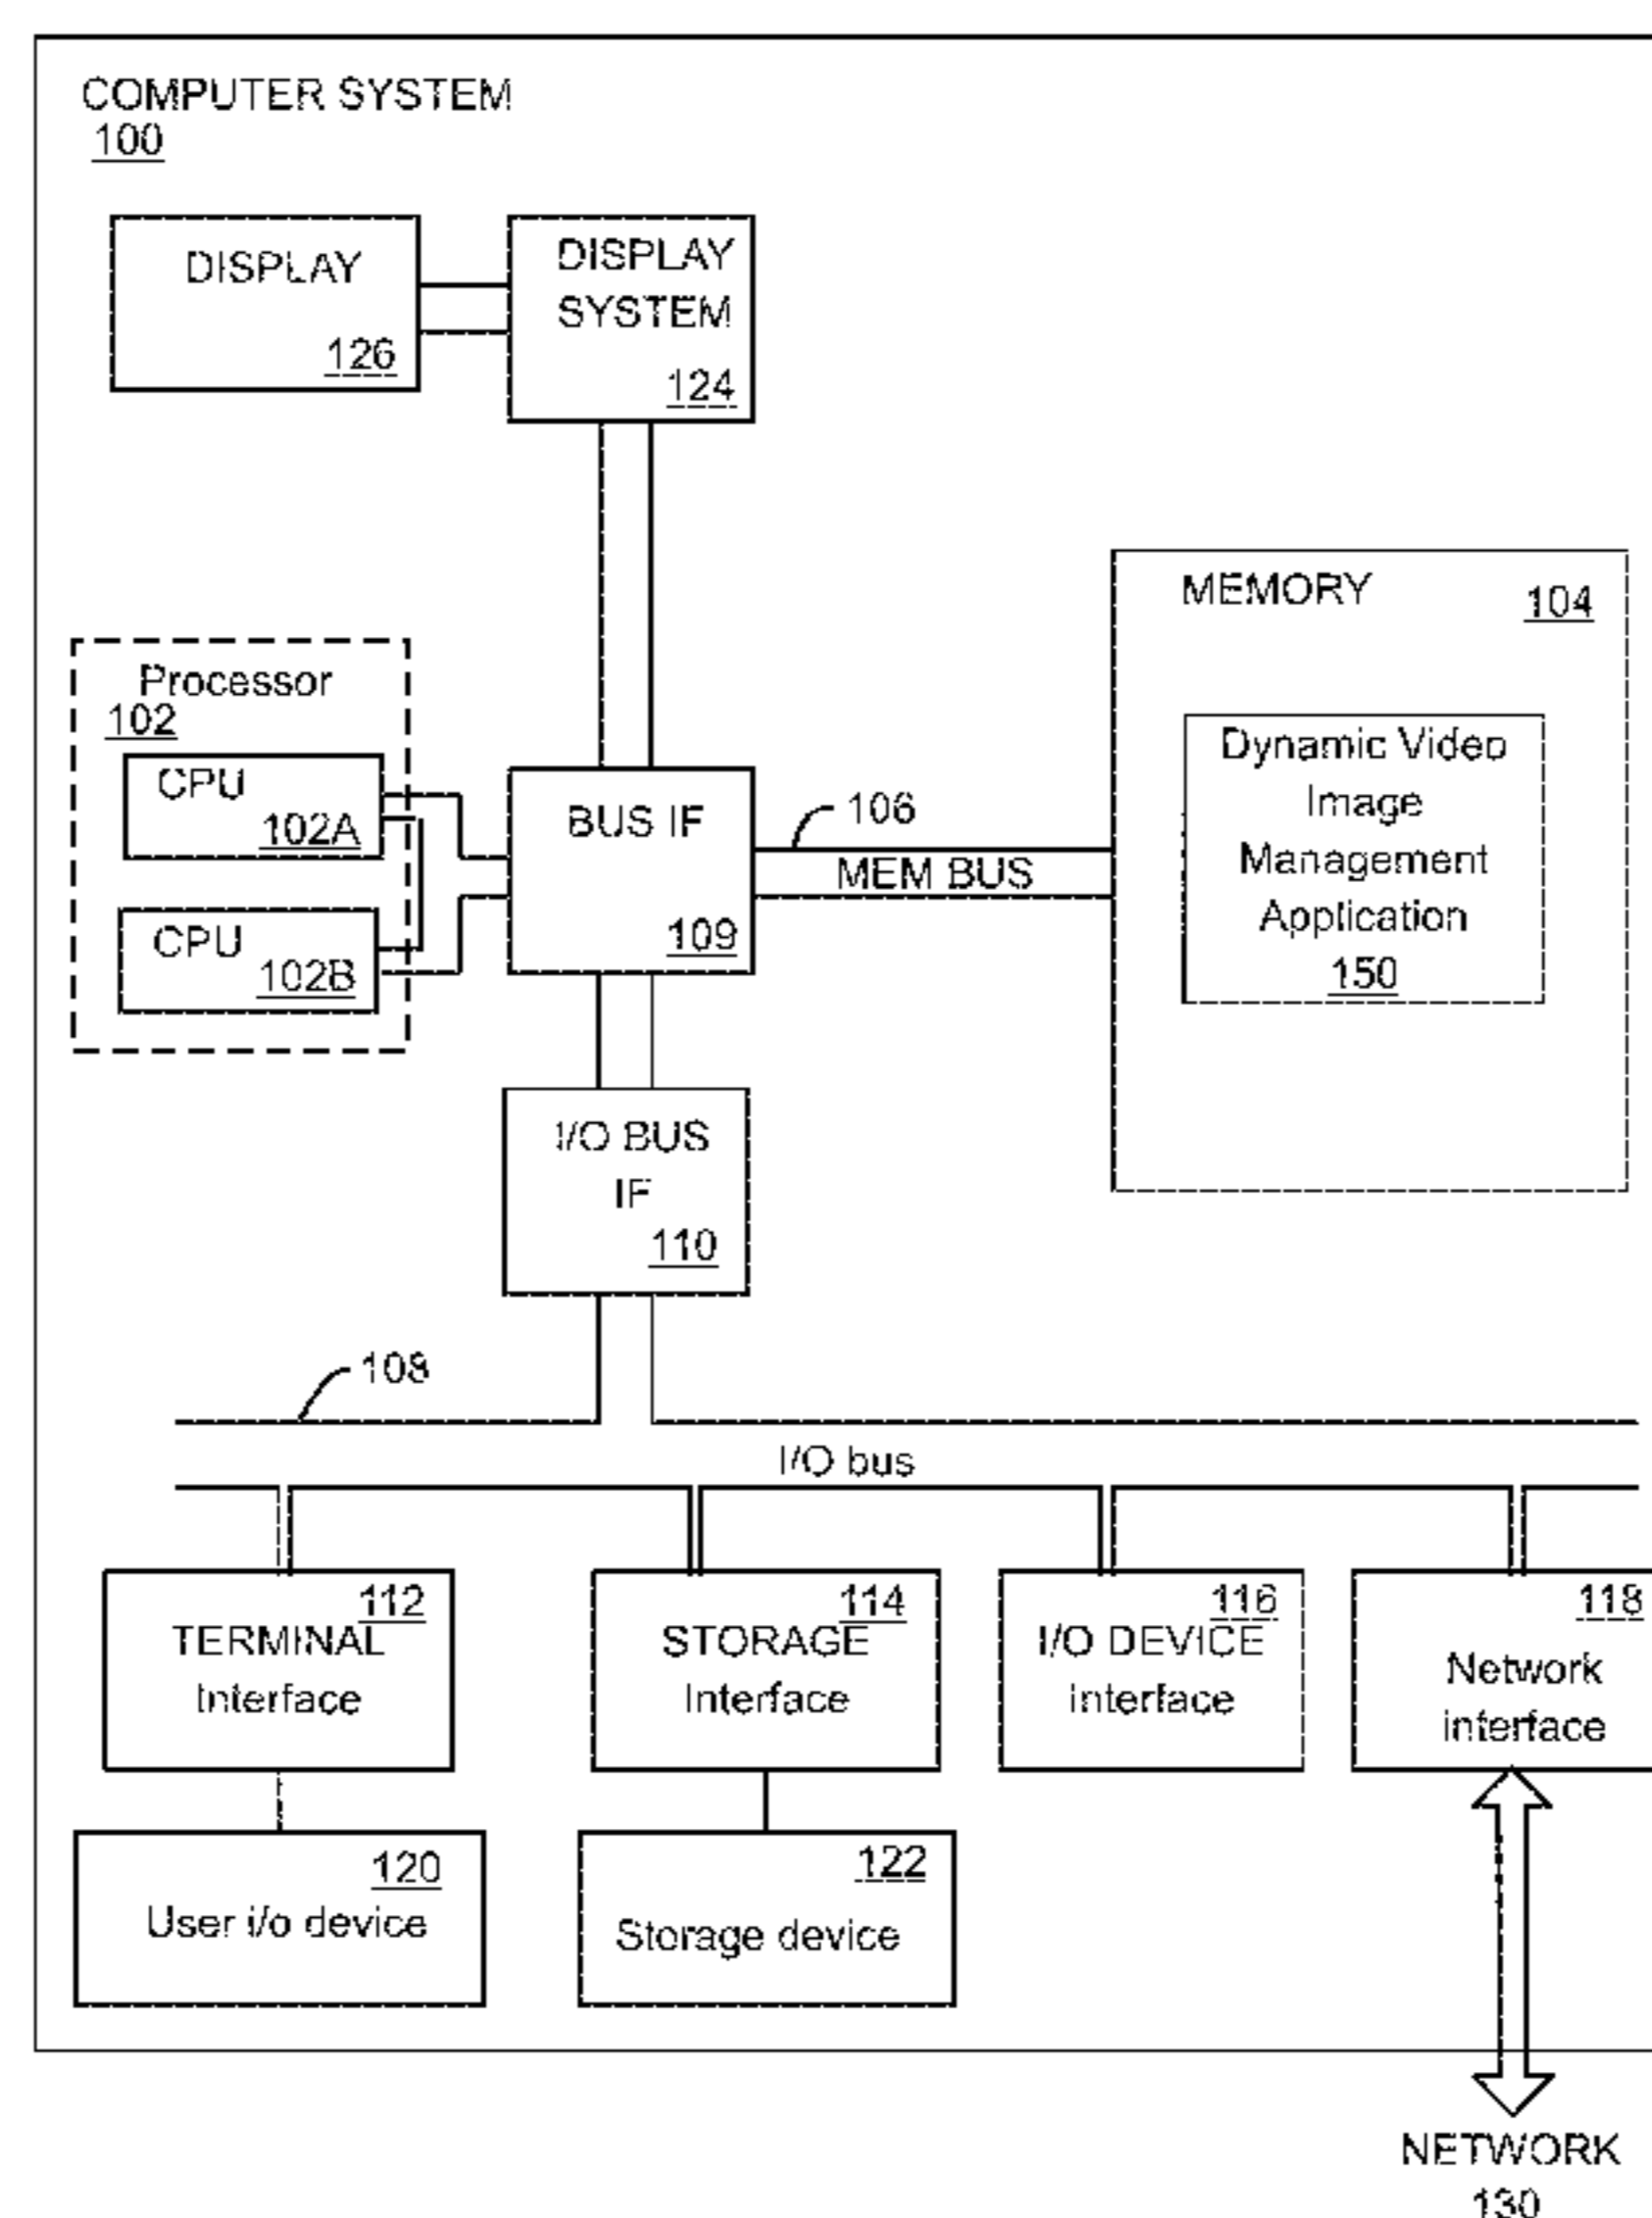 COMPUTER SYSTEM
100
DISPLAY
126
DISPLAY
SYSTEM
124
MEMORY
104
Processor
102
CPU
102A
CPU
102B
BUS IF
109
106
MEM BUS
Dynamic Video
Image
Management
Application
150
I/O BUS
IF
110
108
I/O bus
112
TERMINAL
Interface
114
STORAGE
Interface
116
I/O DEVICE
interface
118
Network
interface
120
User i/o device
122
Storage device
NETWORK
130